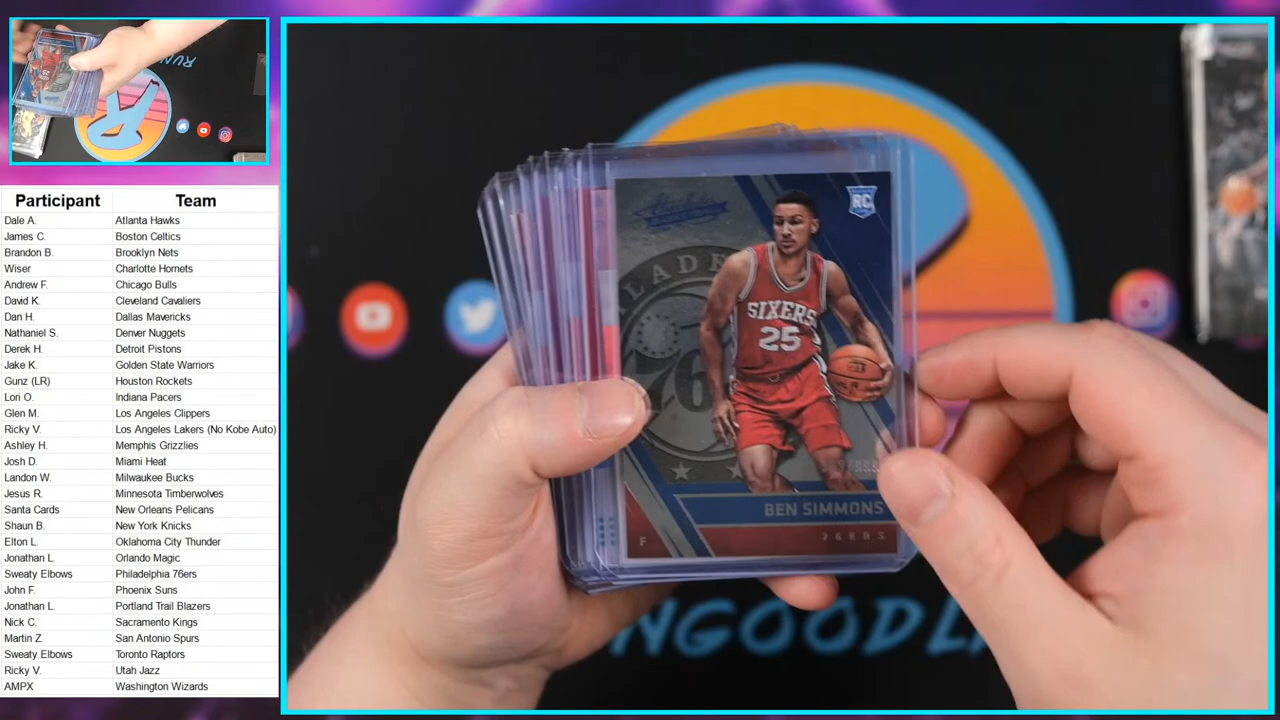 Participant Team
Dale A. Atlanta Hawks
James C. Boston Celtics
Brandon B. Brooklyn Nets
Wiser Charlotte Hornets
Andrew F. Chicago Bulls
David K. Cleveland Cavaliers
Dan H. Dallas Mavericks
Nathaniel S. Denver Nuggets
Derek H. Detroit Pistons
Jake K. Golden State Warriors
Gunz (LR) Houston Rockets
Lori O. Indiana Pacers
Glen M. Los Angeles Clippers
Ricky V. Los Angeles Lakers (No Kobe Auto)
Ashley H. Memphis Grizzlies
Josh D. Miami Heat
Landon W. Milwaukee Bucks
Jesus R. Minnesota Timberwolves
Santa Cards New Orleans Pelicans
Shaun B. New York Knicks
Elton L. Oklahoma City Thunder
Jonathan L. Orlando Magic
Sweaty Elbows Philadelphia 76ers
John F. Phoenix Suns
Jonathan L. Portland Trail Blazers
Nick C. Sacramento Kings
Martin Z. San Antonio Spurs
Sweaty Elbows Toronto Raptors
Ricky V. Utah Jazz
AMPX Washington Wizards
RC
SIXERS
25
BEN SIMMONS
F 76ERS